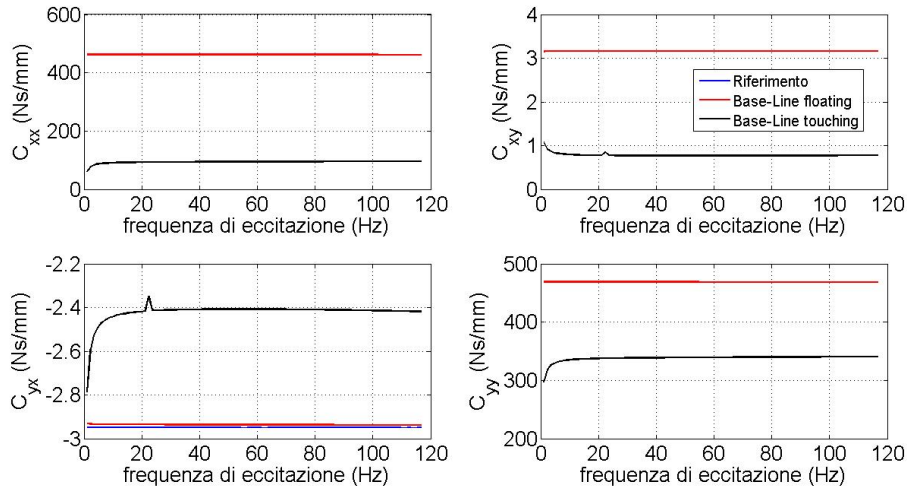 600
400
200
0
C_xx (Ns/mm)
0 20 40 60 80 100 120
frequenza di eccitazione (Hz)
4
3
2
1
0
C_xy (Ns/mm)
Riferimento
Base-Line floating
Base-Line touching
0 20 40 60 80 100 120
frequenza di eccitazione (Hz)
-2.2
-2.4
-2.6
-2.8
-3
C_yx (Ns/mm)
0 20 40 60 80 100 120
frequenza di eccitazione (Hz)
500
400
300
200
C_yy (Ns/mm)
0 20 40 60 80 100 120
frequenza di eccitazione (Hz)